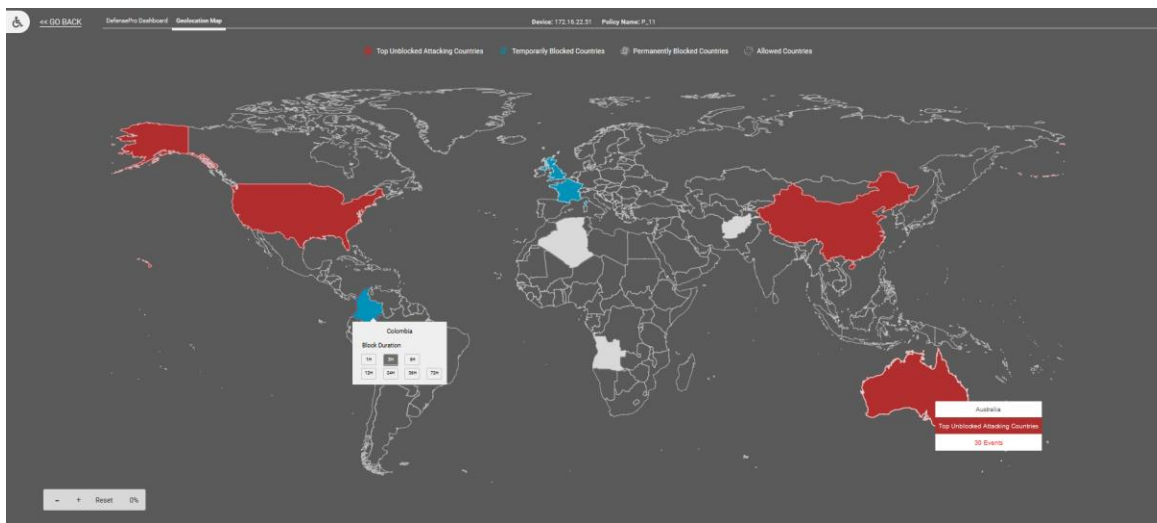 << GO BACK
DefensePro Dashboard
Geolocation Map
Device: 172.16.22.51 Policy Name: P_11
Top Unblocked Attacking Countries
Temporarily Blocked Countries
Permanently Blocked Countries
Allowed Countries
Colombia
Block Duration
1H 3H 6H
12H 24H 36H 72H
Australia
Top Unblocked Attacking Countries
30 Events
- + Reset 0%